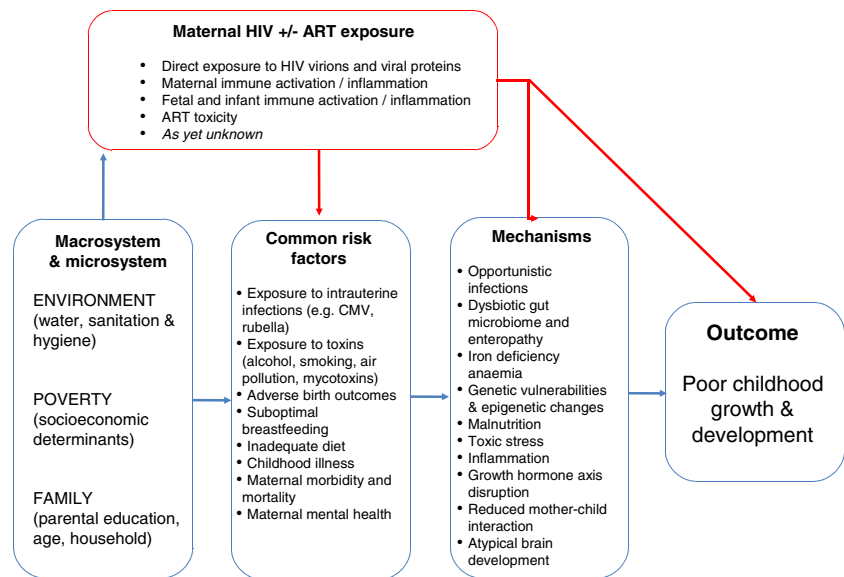 Maternal HIV +/- ART exposure
• Direct exposure to HIV virions and viral proteins
• Maternal immune activation / inflammation
• Fetal and infant immune activation / inflammation
• ART toxicity
• As yet unknown
Macrosystem
& microsystem
ENVIRONMENT
(water, sanitation &
hygiene)
POVERTY
(socioeconomic
determinants)
FAMILY
(parental education,
age, household)
Common risk
factors
• Exposure to intrauterine
infections (e.g. CMV,
rubella)
• Exposure to toxins
(alcohol, smoking, air
pollution, mycotoxins)
• Adverse birth outcomes
• Suboptimal
breastfeeding
• Inadequate diet
• Childhood illness
• Maternal morbidity and
mortality
• Maternal mental health
Mechanisms
• Opportunistic
infections
• Dysbiotic gut
microbiome and
enteropathy
• Iron deficiency
anaemia
• Genetic vulnerabilities
& epigenetic changes
• Malnutrition
• Toxic stress
• Inflammation
• Growth hormone axis
disruption
• Reduced mother-child
interaction
• Atypical brain
development
Outcome
Poor childhood
growth &
development